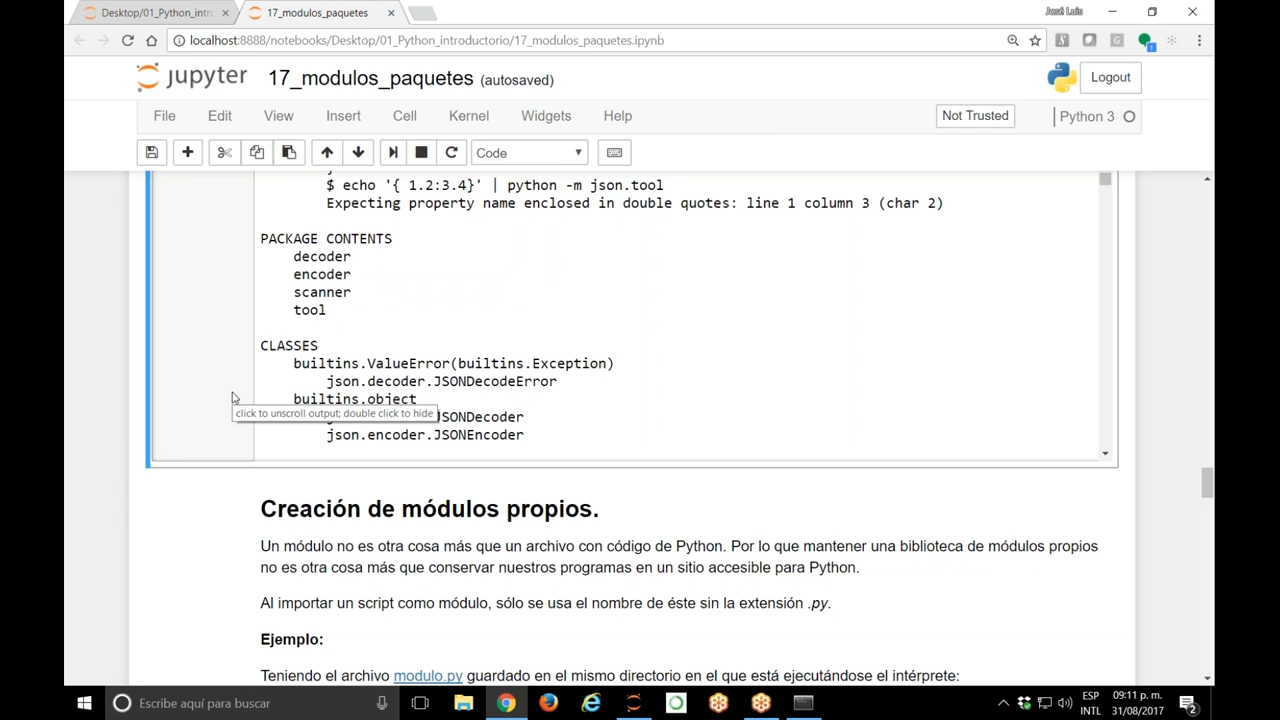 Desktop/01_Python_intro
17_modulos_paquetes
José Luis
localhost:8888/notebooks/Desktop/01_Python_introductorio/17_modulos_paquetes.ipynb
jupyter 17_modulos_paquetes (autosaved)
Logout
File Edit View Insert Cell Kernel Widgets Help
Not Trusted
Python 3
Code
$ echo '{ 1.2:3.4}' | python -m json.tool
Expecting property name enclosed in double quotes: line 1 column 3 (char 2)
PACKAGE CONTENTS
decoder
encoder
scanner
tool
CLASSES
builtins.ValueError(builtins.Exception)
json.decoder.JSONDecodeError
builtins.object
click to unscroll output; double click to hide
JSONDecoder
json.encoder.JSONEncoder
Creación de módulos propios.
Un módulo no es otra cosa más que un archivo con código de Python. Por lo que mantener una biblioteca de módulos propios
no es otra cosa más que conservar nuestros programas en un sitio accesible para Python.
Al importar un script como módulo, sólo se usa el nombre de éste sin la extensión .py.
Ejemplo:
Teniendo el archivo modulo.py guardado en el mismo directorio en el que está ejecutándose el intérprete:
Escribe aquí para buscar
ESP
INTL
09:11 p. m.
31/08/2017
2